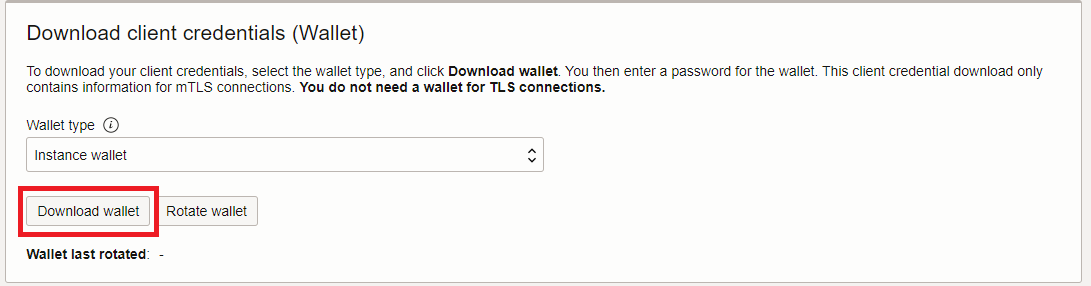 Download client credentials (Wallet)
To download your client credentials, select the wallet type, and click Download wallet. You then enter a password for the wallet. This client credential download only
contains information for mTLS connections. You do not need a wallet for TLS connections.
Wallet type
Instance wallet
Download wallet Rotate wallet
Wallet last rotated: -